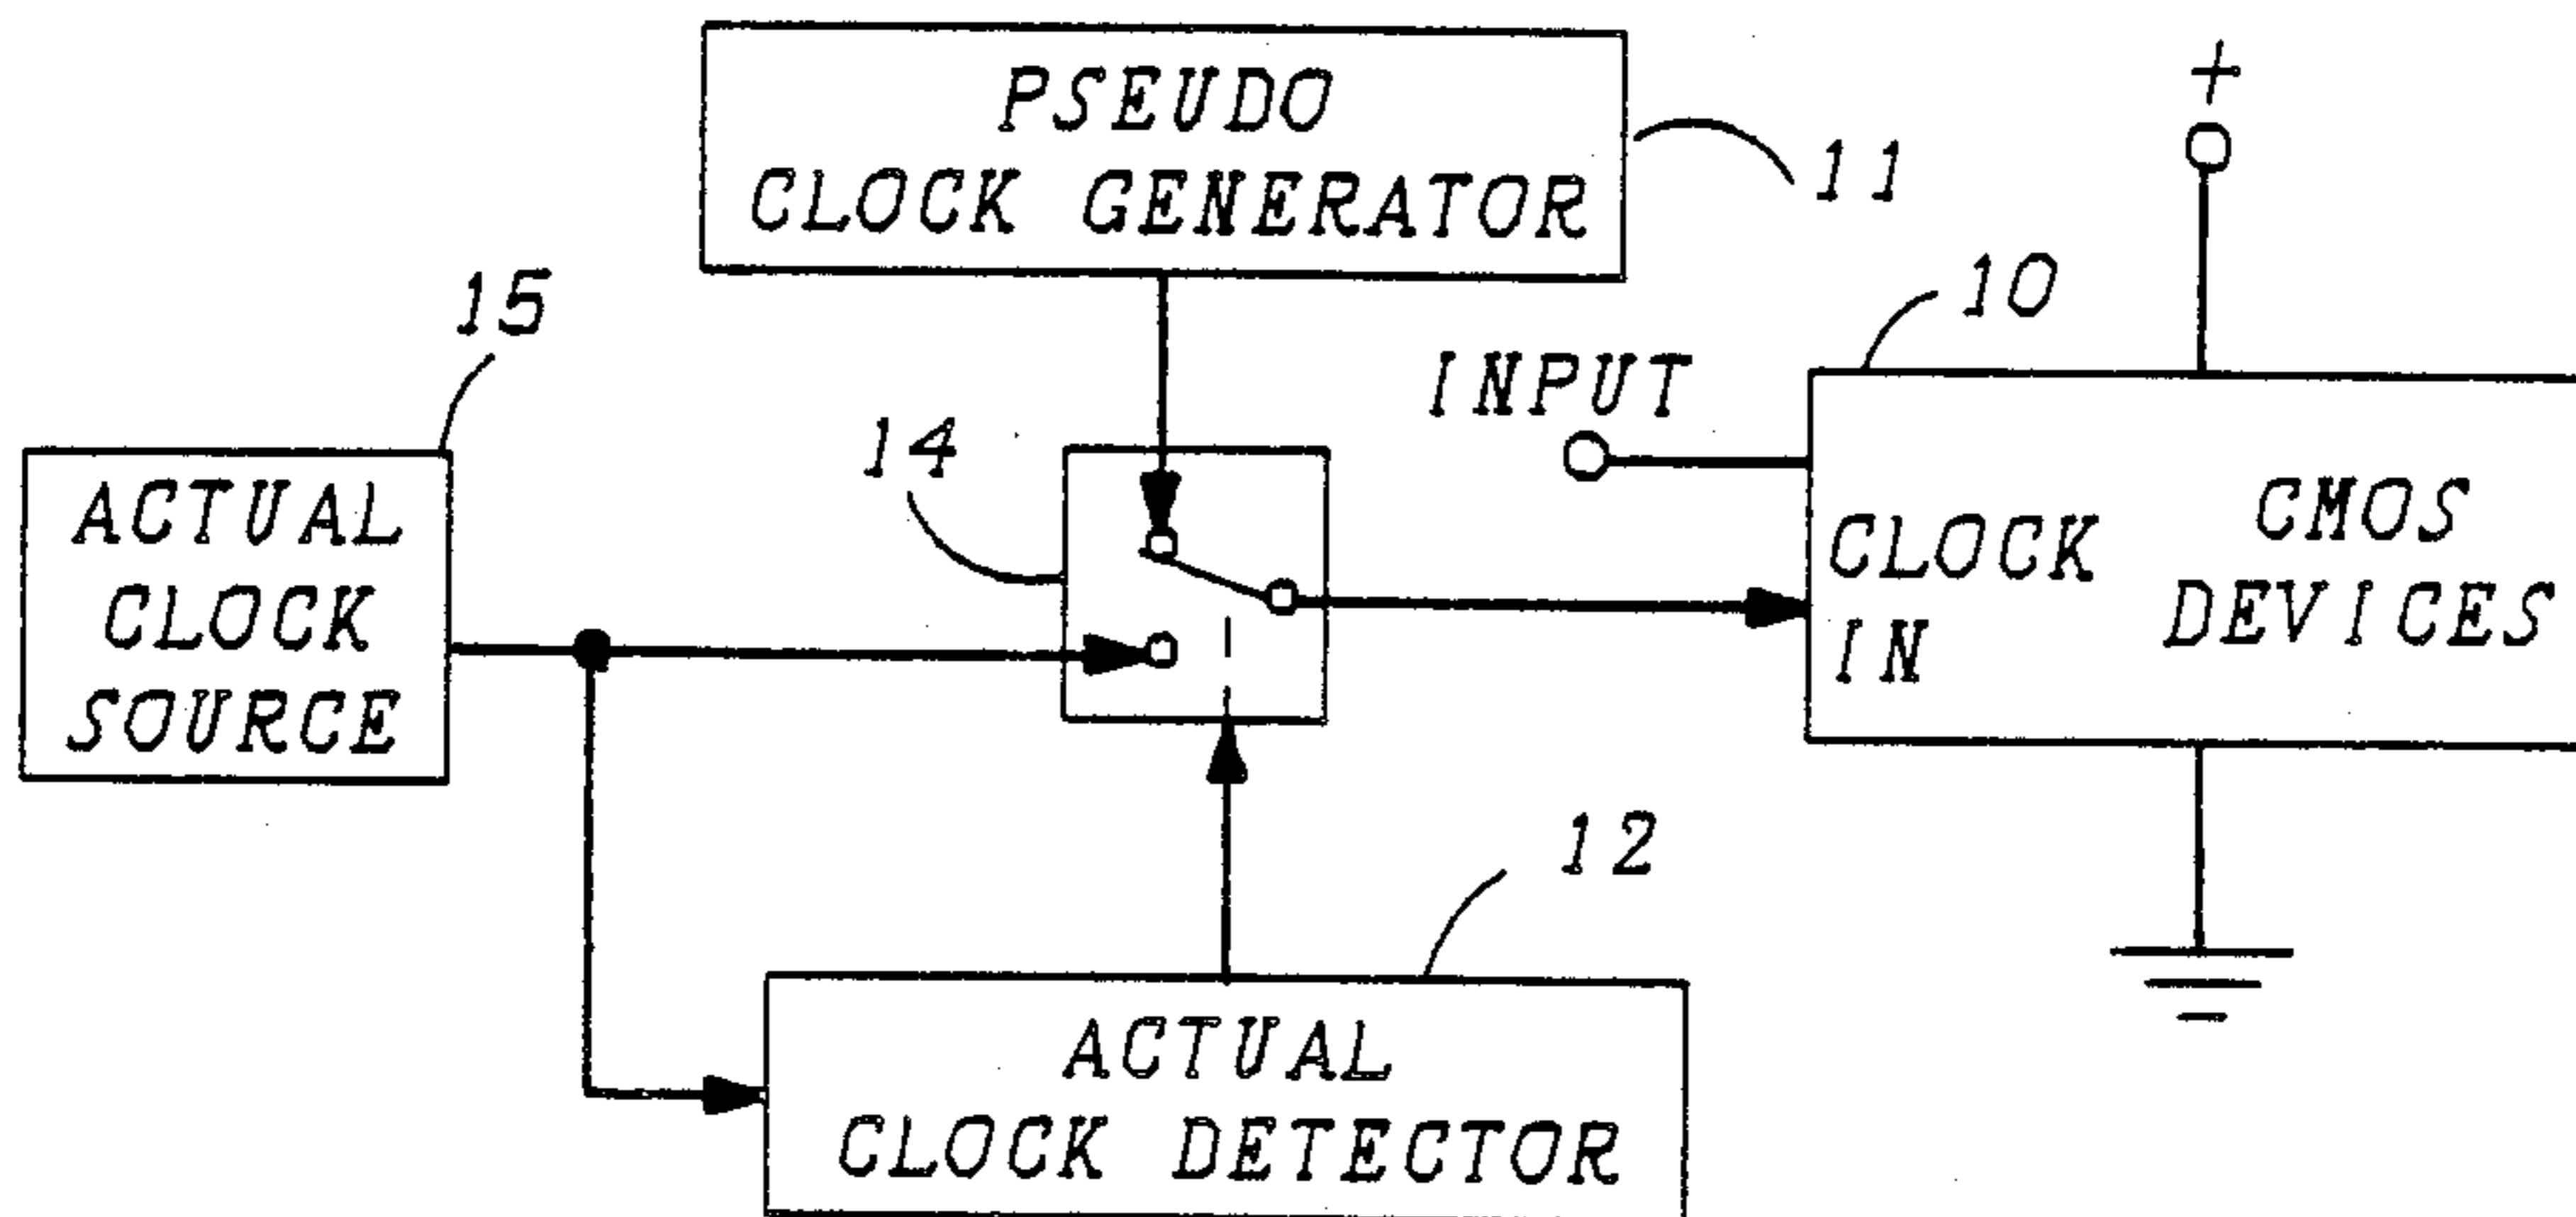 PSEUDO
CLOCK GENERATOR
11
+
15
10
INPUT
14
ACTUAL
CLOCK
SOURCE
CLOCK
IN
CMOS
DEVICES
12
ACTUAL
CLOCK DETECTOR